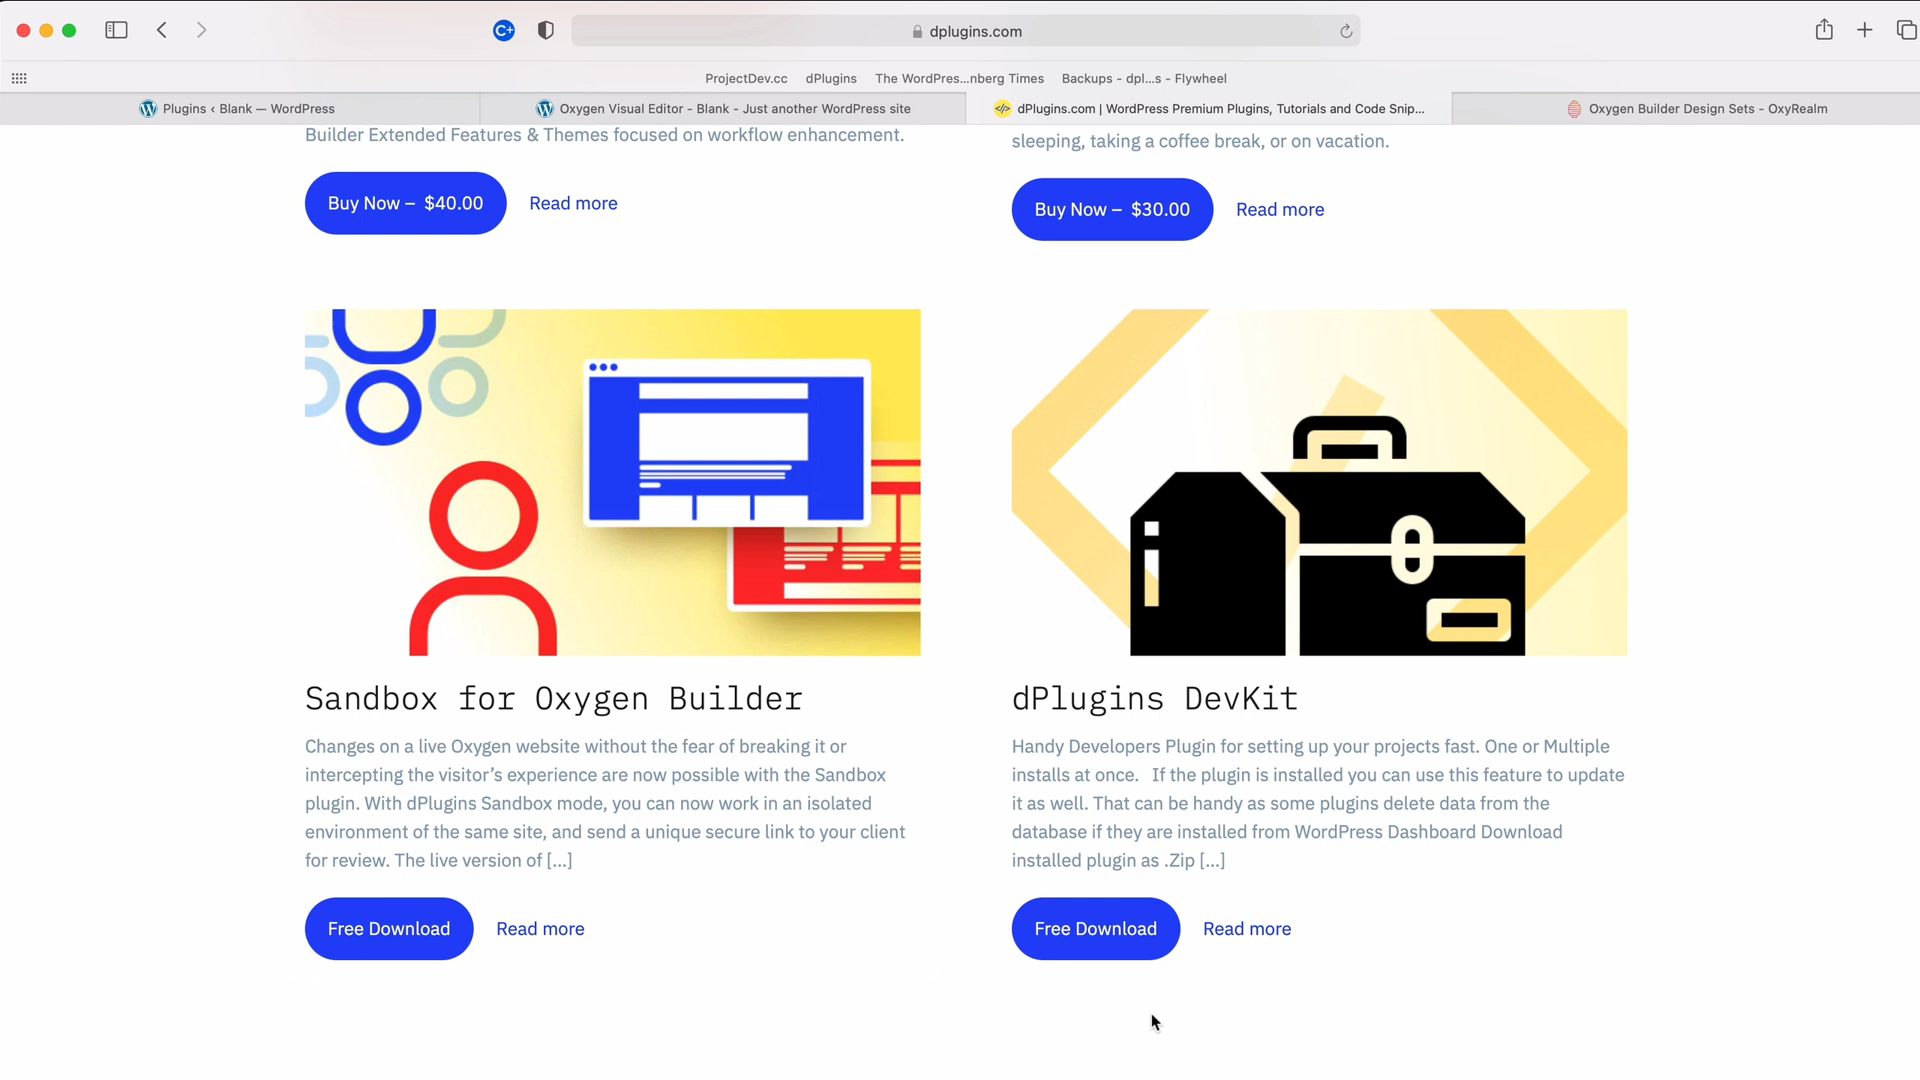 dplugins.com
ProjectDev.cc dPlugins The WordPres...nberg Times Backups - dpl...s - Flywheel
Plugins ‹ Blank — WordPress
Oxygen Visual Editor - Blank - Just another WordPress site
dPlugins.com | WordPress Premium Plugins, Tutorials and Code Snip...
Oxygen Builder Design Sets - OxyRealm
Builder Extended Features & Themes focused on workflow enhancement.
Buy Now – $40.00 Read more
sleeping, taking a coffee break, or on vacation.
Buy Now – $30.00 Read more
Sandbox for Oxygen Builder
Changes on a live Oxygen website without the fear of breaking it or
intercepting the visitor’s experience are now possible with the Sandbox
plugin. With dPlugins Sandbox mode, you can now work in an isolated
environment of the same site, and send a unique secure link to your client
for review. The live version of [...]
Free Download Read more
dPlugins DevKit
Handy Developers Plugin for setting up your projects fast. One or Multiple
installs at once. If the plugin is installed you can use this feature to update
it as well. That can be handy as some plugins delete data from the
database if they are installed from WordPress Dashboard Download
installed plugin as .Zip [...]
Free Download Read more